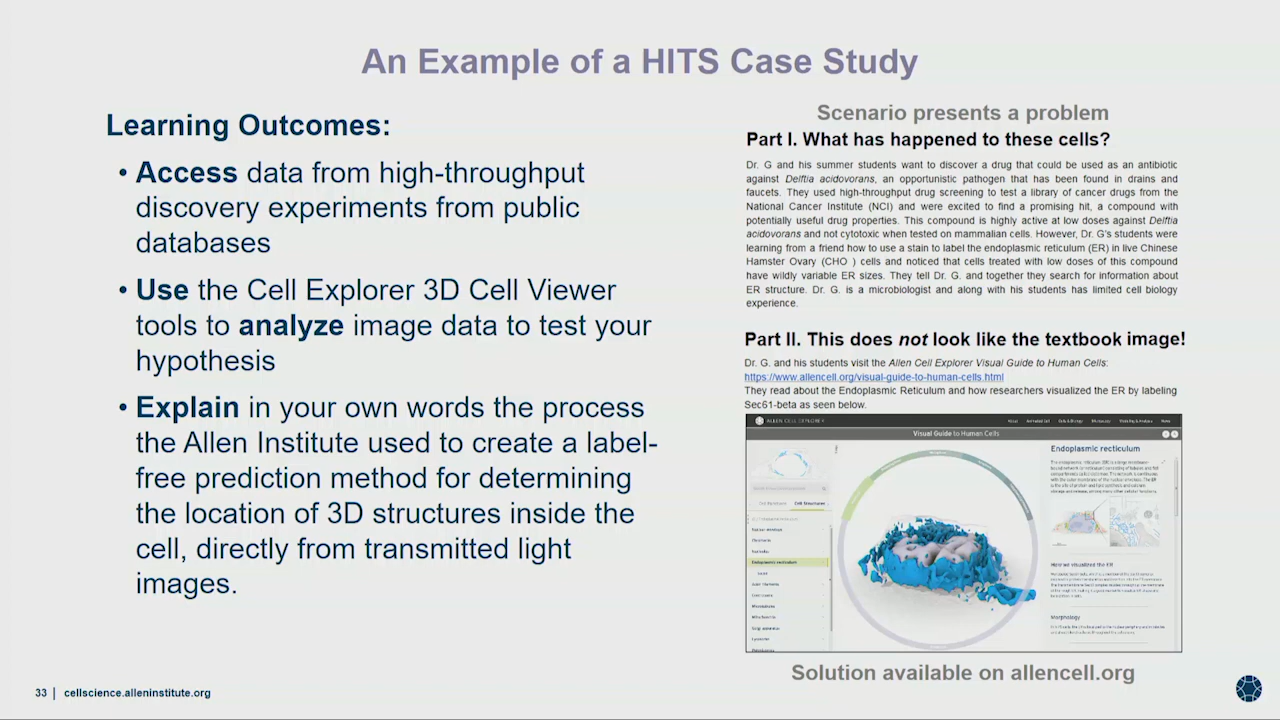 An Example of a HITS Case Study
Learning Outcomes:
• Access data from high-throughput
discovery experiments from public
databases
• Use the Cell Explorer 3D Cell Viewer
tools to analyze image data to test your
hypothesis
• Explain in your own words the process
the Allen Institute used to create a label-
free prediction method for determining
the location of 3D structures inside the
cell, directly from transmitted light
images.
Scenario presents a problem
Part I. What has happened to these cells?
Dr. G and his summer students want to discover a drug that could be used as an antibiotic
against Delftia acidovorans, an opportunistic pathogen that has been found in drains and
faucets. They used high-throughput drug screening to test a library of cancer drugs from the
National Cancer Institute (NCI) and were excited to find a promising hit, a compound with
potentially useful drug properties. This compound is highly active at low doses against Delftia
acidovorans and not cytotoxic when tested on mammalian cells. However, Dr. G's students were
learning from a friend how to use a stain to label the endoplasmic reticulum (ER) in live Chinese
Hamster Ovary (CHO ) cells and noticed that cells treated with low doses of this compound
have wildly variable ER sizes. They tell Dr. G. and together they search for information about
ER structure. Dr. G. is a microbiologist and along with his students has limited cell biology
experience.
Part II. This does not look like the textbook image!
Dr. G. and his students visit the Allen Cell Explorer Visual Guide to Human Cells:
https://www.allencell.org/visual-guide-to-human-cells.html
They read about the Endoplasmic Reticulum and how researchers visualized the ER by labeling
Sec61-beta as seen below.
ALLEN CELL EXPLORER
Visual Guide to Human Cells
Endoplasmic recticulum
Cell Structures
Endoplasmic recticulum
How we visualized the ER
Morphology
Solution available on allencell.org
33 | cellscience.alleninstitute.org